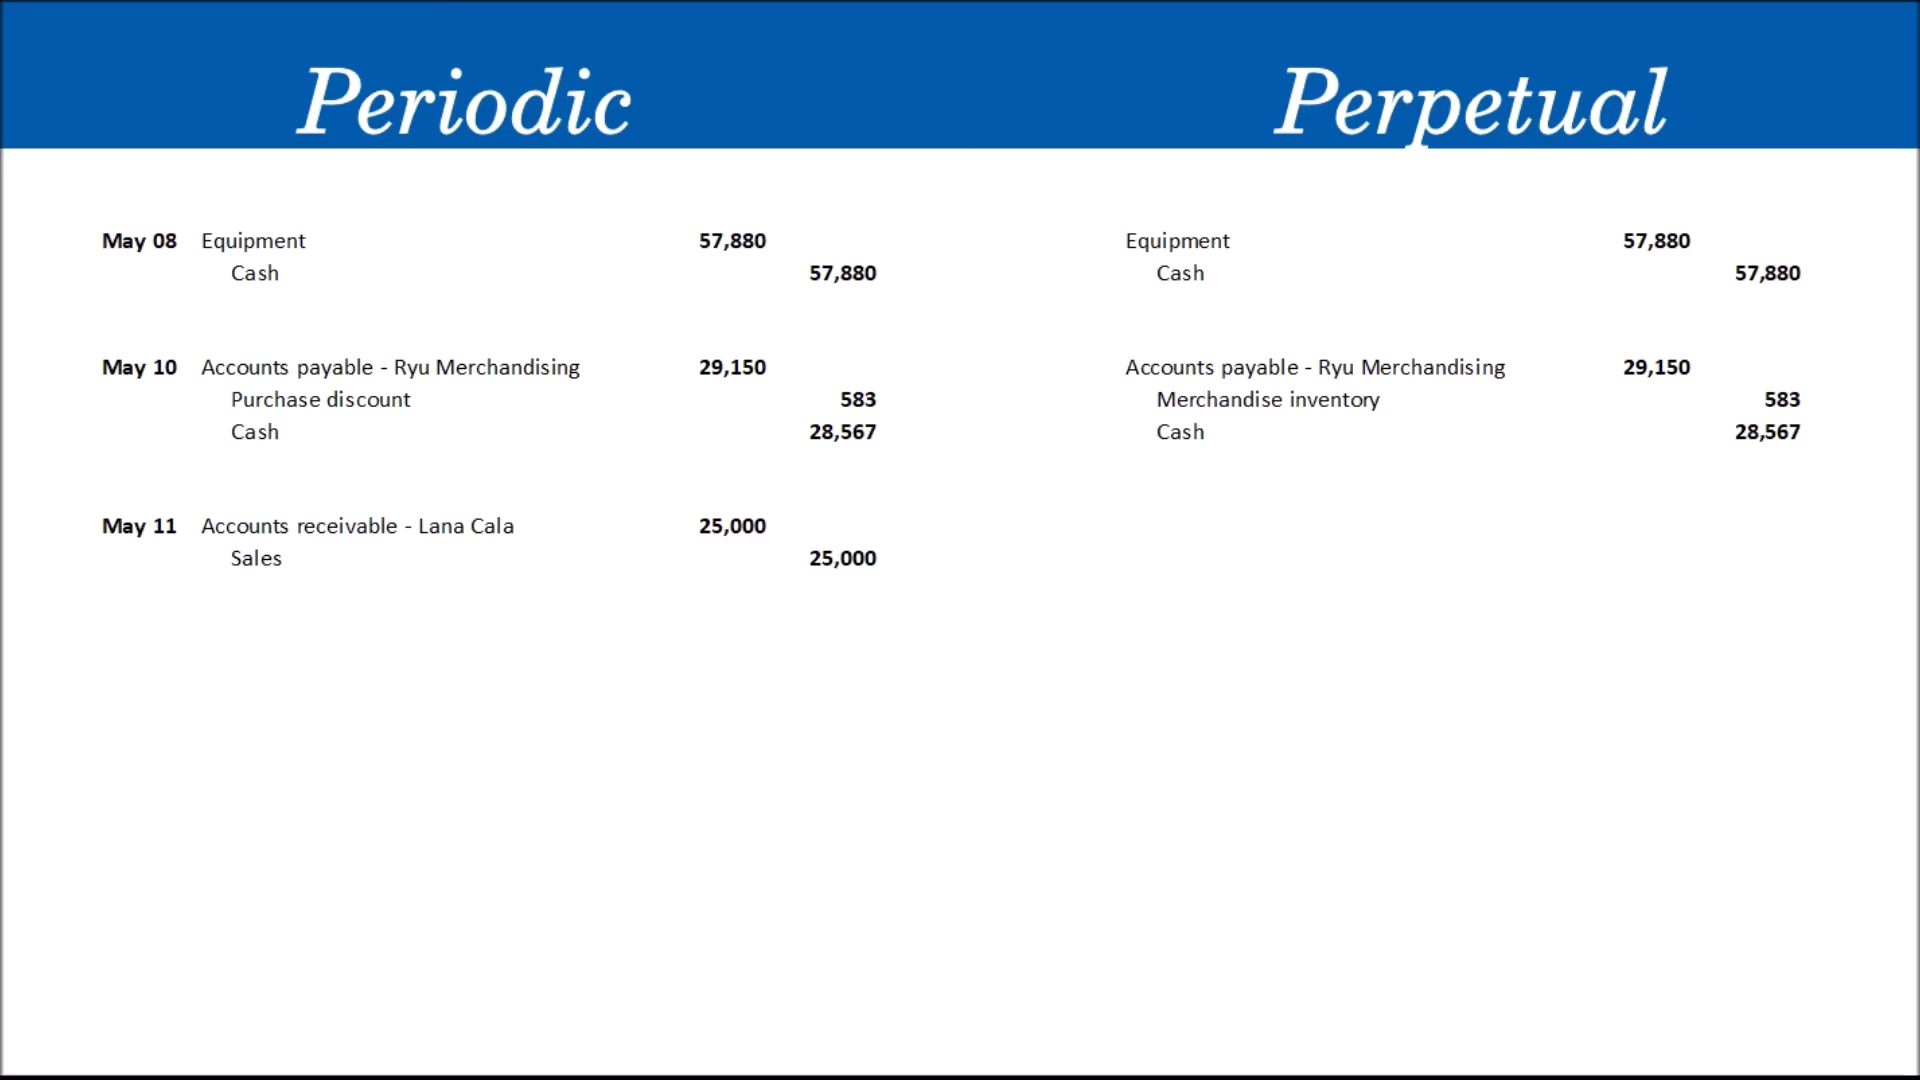 Periodic Perpetual
May 08 Equipment 57,880 Equipment 57,880
Cash 57,880 Cash 57,880
May 10 Accounts payable - Ryu Merchandising 29,150 Accounts payable - Ryu Merchandising 29,150
Purchase discount 583 Merchandise inventory 583
Cash 28,567 Cash 28,567
May 11 Accounts receivable - Lana Cala 25,000
Sales 25,000